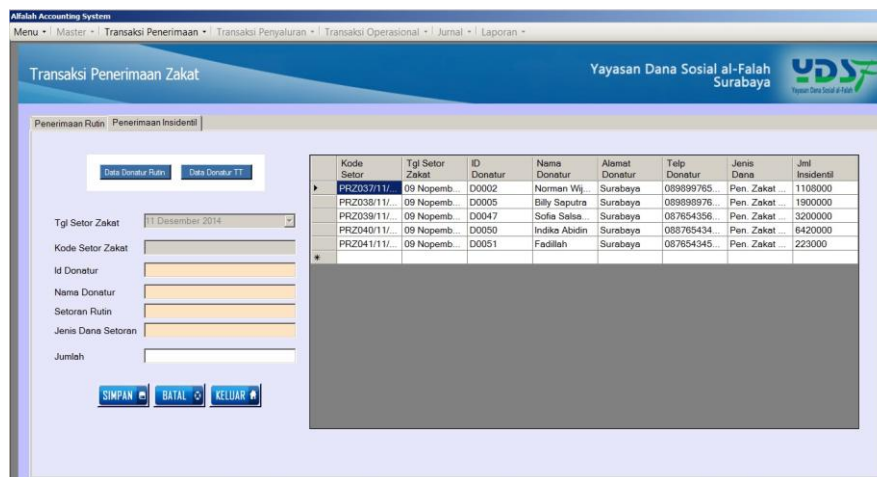 Alfalah Accounting System
Menu Master Transaksi Penerimaan Transaksi Penyaluran Transaksi Operasional Jurnal Laporan
Transaksi Penerimaan Zakat
Yayasan Dana Sosial al-Falah
Surabaya
YDSF
Yayasan Dana Sosial al-Falah
Penerimaan Rutin Penerimaan Insidentil
Data Donatur Rutin Data Donatur TT
Tgl Setor Zakat 11 Desember 2014
Kode Setor Zakat
Id Donatur
Nama Donatur
Setoran Rutin
Jenis Dana Setoran
Jumlah
SIMPAN BATAL KELUAR
Kode Setor Tgl Setor Zakat ID Donatur Nama Donatur Alamat Donatur Telp Donatur Jenis Dana Jml Insidentil
PRZ037/11/... 09 Nopemb... D0002 Norman Wij... Surabaya 089899765... Pen. Zakat ... 1108000
PRZ038/11/... 09 Nopemb... D0005 Billy Saputra Surabaya 089898976... Pen. Zakat ... 1900000
PRZ039/11/... 09 Nopemb... D0047 Sofia Salsa... Surabaya 087654356... Pen. Zakat ... 3200000
PRZ040/11/... 09 Nopemb... D0050 Indika Abidin Surabaya 088765434... Pen. Zakat ... 6420000
PRZ041/11/... 09 Nopemb... D0051 Fadillah Surabaya 087654345... Pen. Zakat ... 223000